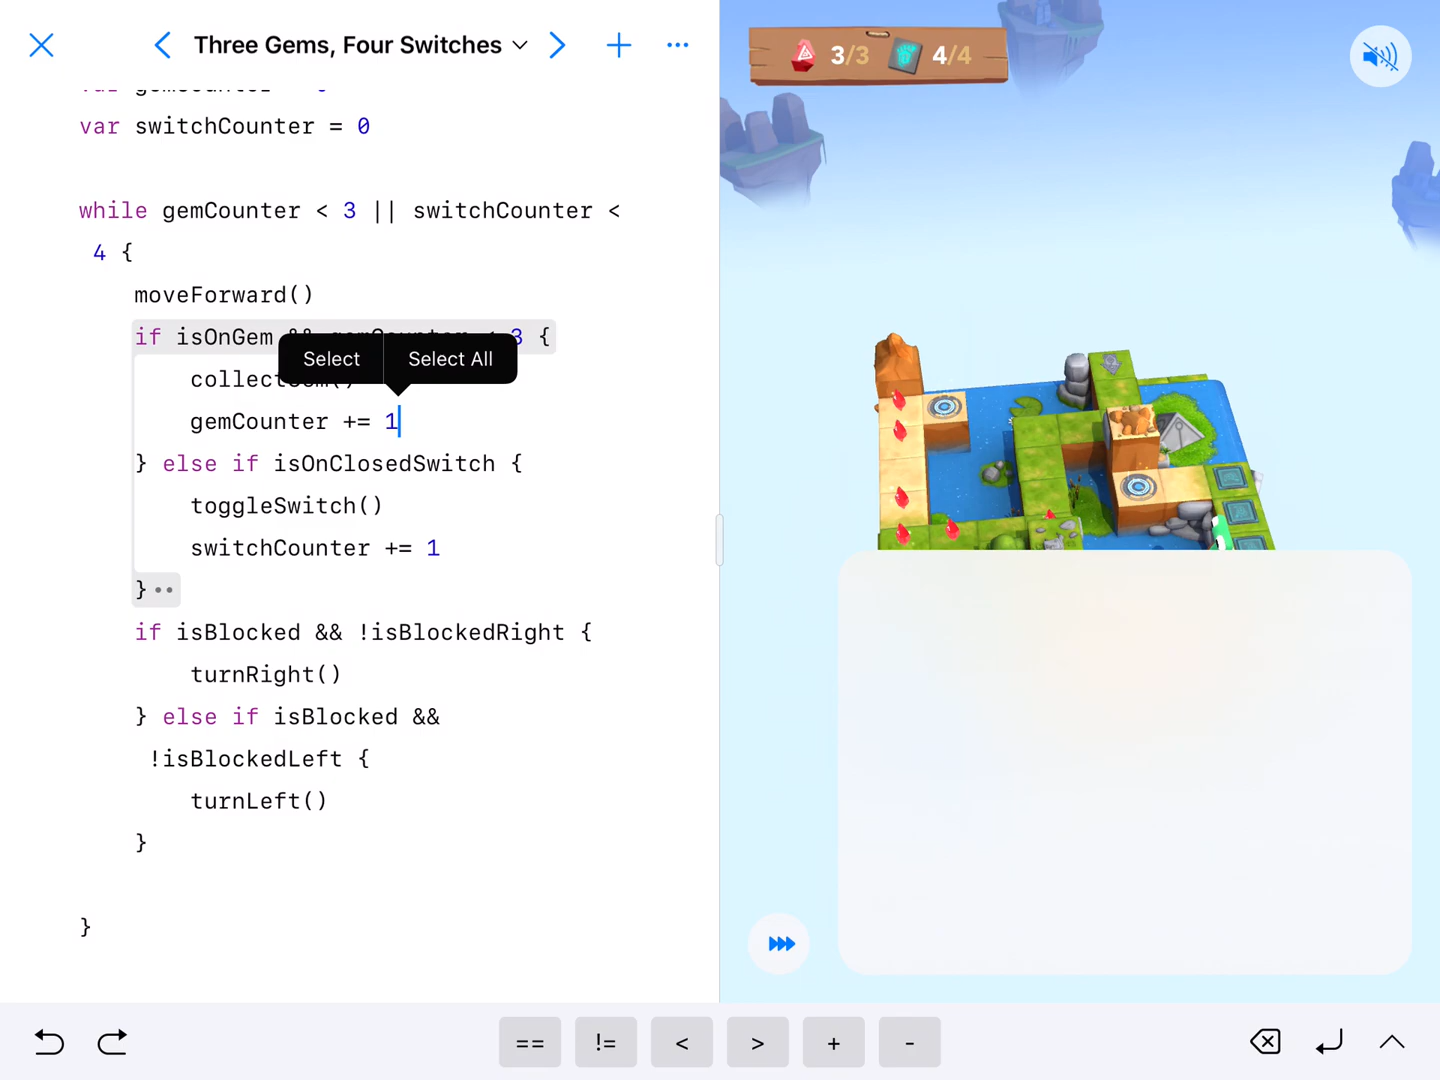 Three Gems, Four Switches
3/3 4/4
var switchCounter = 0
while gemCounter < 3 || switchCounter <
4 {
moveForward()
if isOnGem && gemCounter < 3 {
Select Select All
gemCounter += 1
} else if isOnClosedSwitch {
toggleSwitch()
switchCounter += 1
}
if isBlocked && !isBlockedRight {
turnRight()
} else if isBlocked &&
!isBlockedLeft {
turnLeft()
}
}
== != < > + -